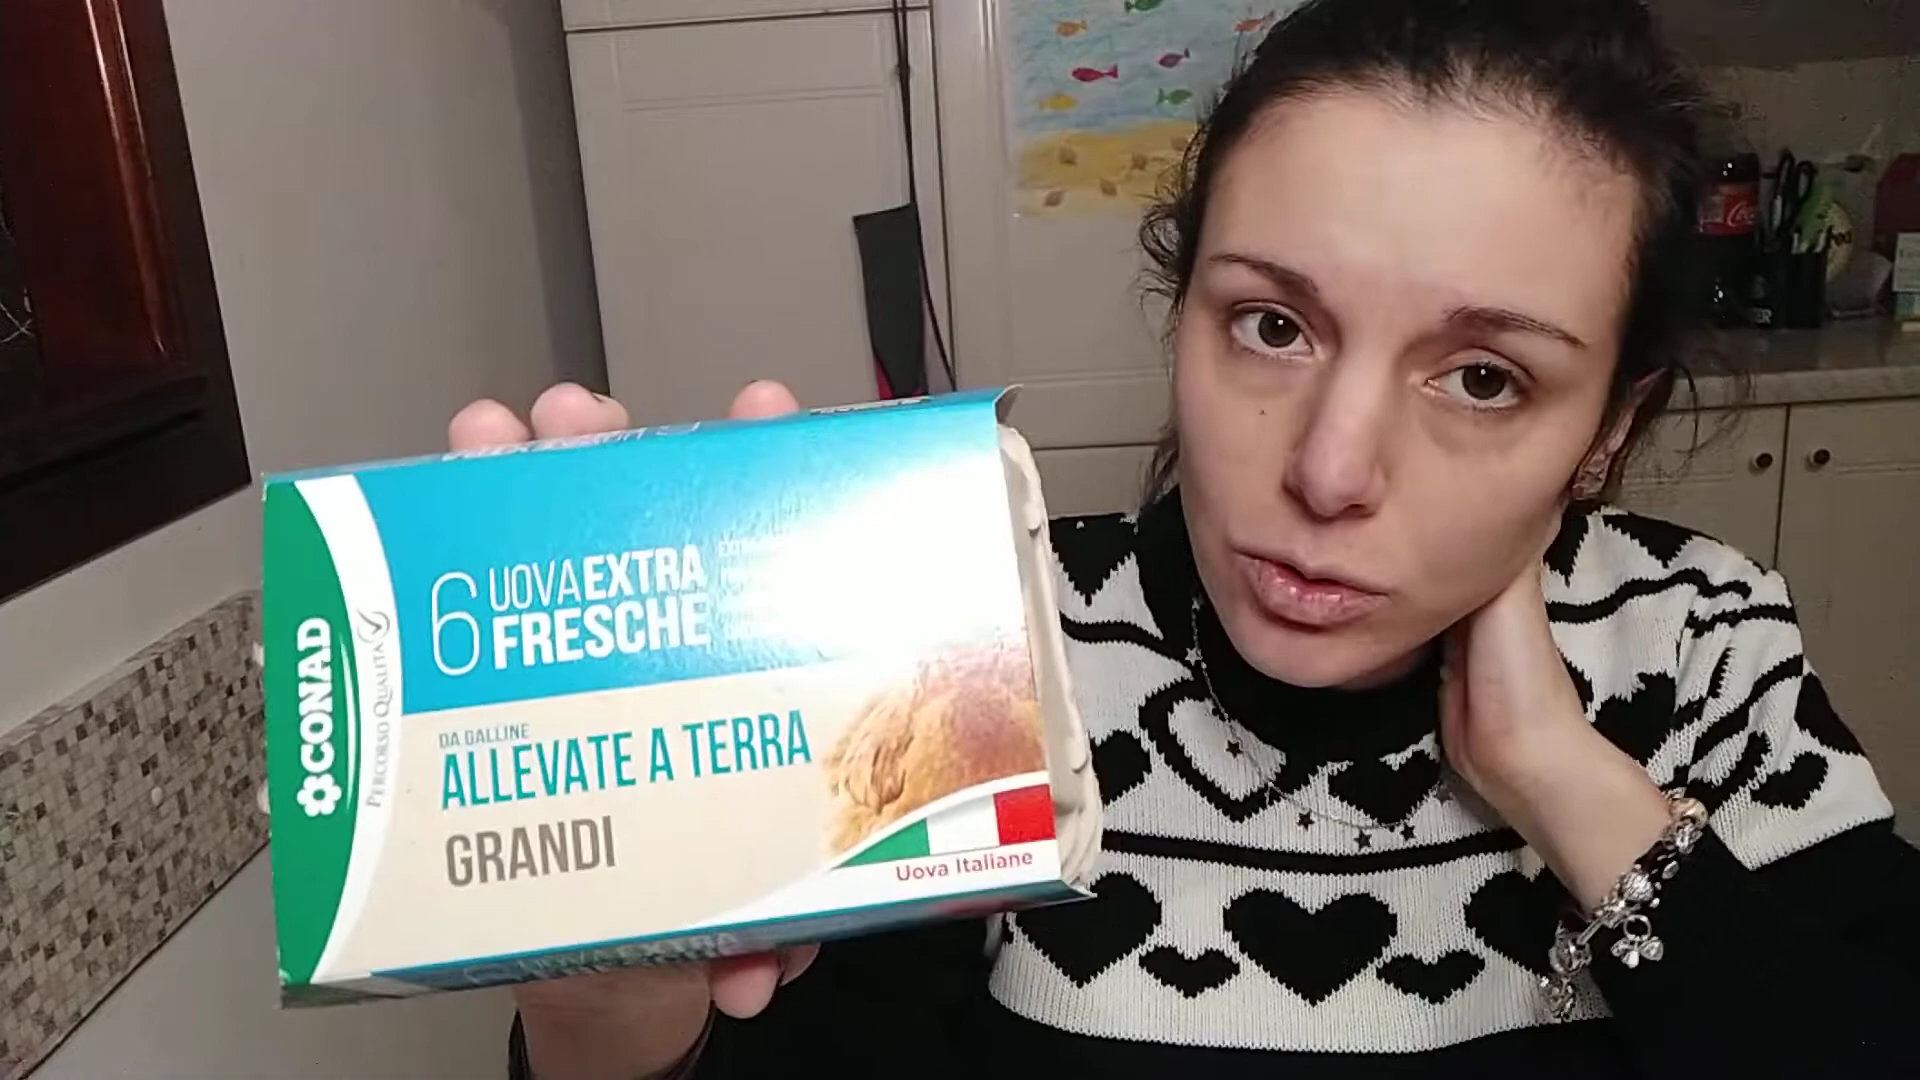 CONAD
PERCORSO QUALITÀ
6 UOVA EXTRA
FRESCHE
DA GALLINE
ALLEVATE A TERRA
GRANDI
Uova Italiane